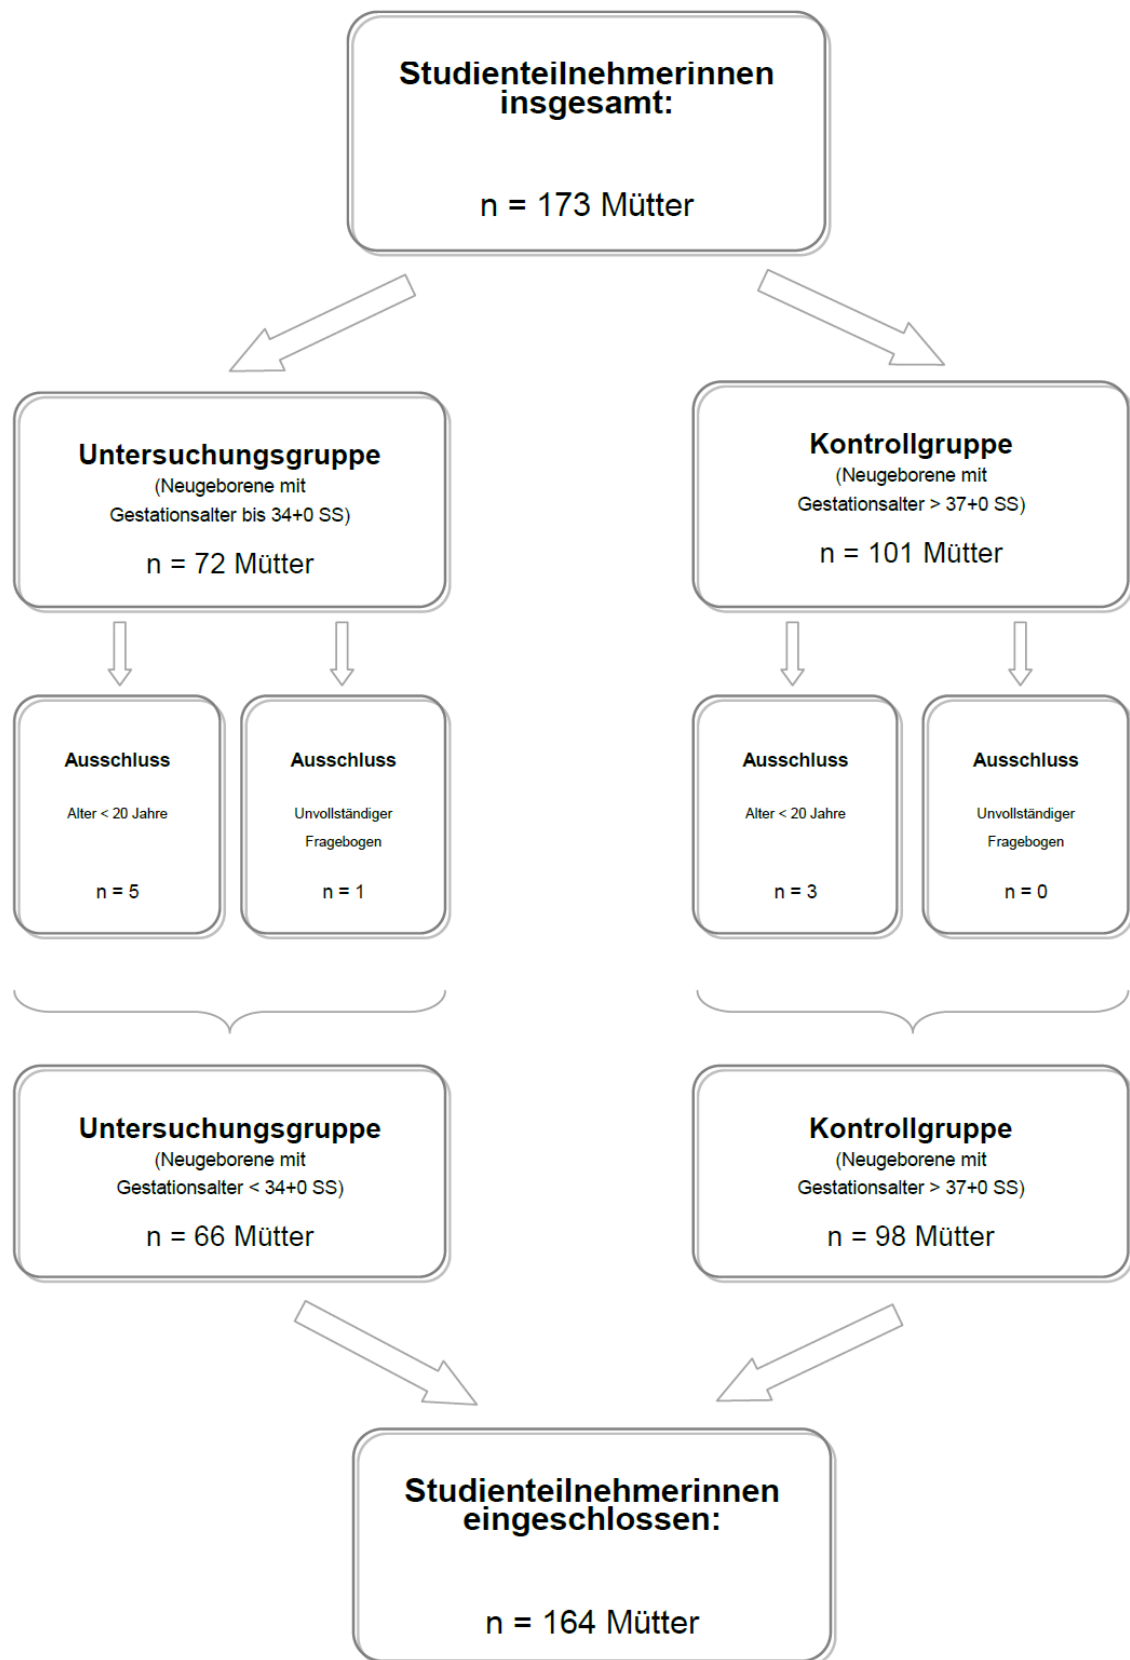 Studienteilnehmerinnen
insgesamt:
n = 173 Mütter
Untersuchungsgruppe
(Neugeborene mit
Gestationsalter bis 34+0 SS)
n = 72 Mütter
Kontrollgruppe
(Neugeborene mit
Gestationsalter > 37+0 SS)
n = 101 Mütter
Ausschluss
Alter < 20 Jahre
n = 5
Ausschluss
Unvollständiger
Fragebogen
n = 1
Ausschluss
Alter < 20 Jahre
n = 3
Ausschluss
Unvollständiger
Fragebogen
n = 0
Untersuchungsgruppe
(Neugeborene mit
Gestationsalter < 34+0 SS)
n = 66 Mütter
Kontrollgruppe
(Neugeborene mit
Gestationsalter > 37+0 SS)
n = 98 Mütter
Studienteilnehmerinnen
eingeschlossen:
n = 164 Mütter